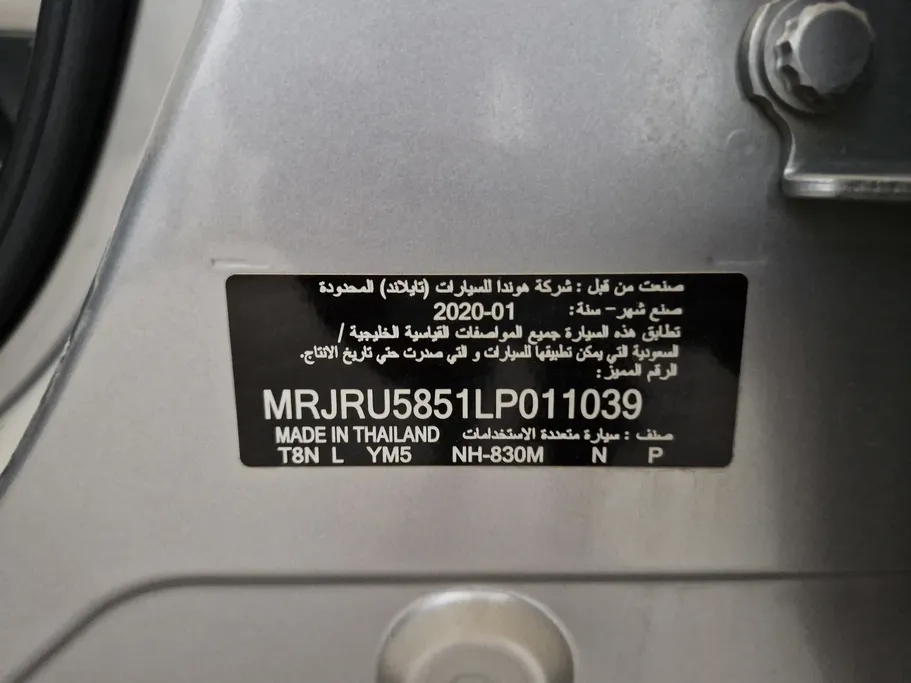 صنعت من قبل : شركة هوندا للسيارات (تايلاند) المحدودة
صنع شهر- سنة : 2020-01
تطابق هذه السيارة جميع المواصفات القياسية الخليجية /
السعودية التي يمكن تطبيقها للسيارات و التي صدرت حتي تاريخ الانتاج.
الرقم المميز:
MRJRU5851LP011039
MADE IN THAILAND صنف : سيارة متعددة الاستخدامات
T8N L YM5 NH-830M N P